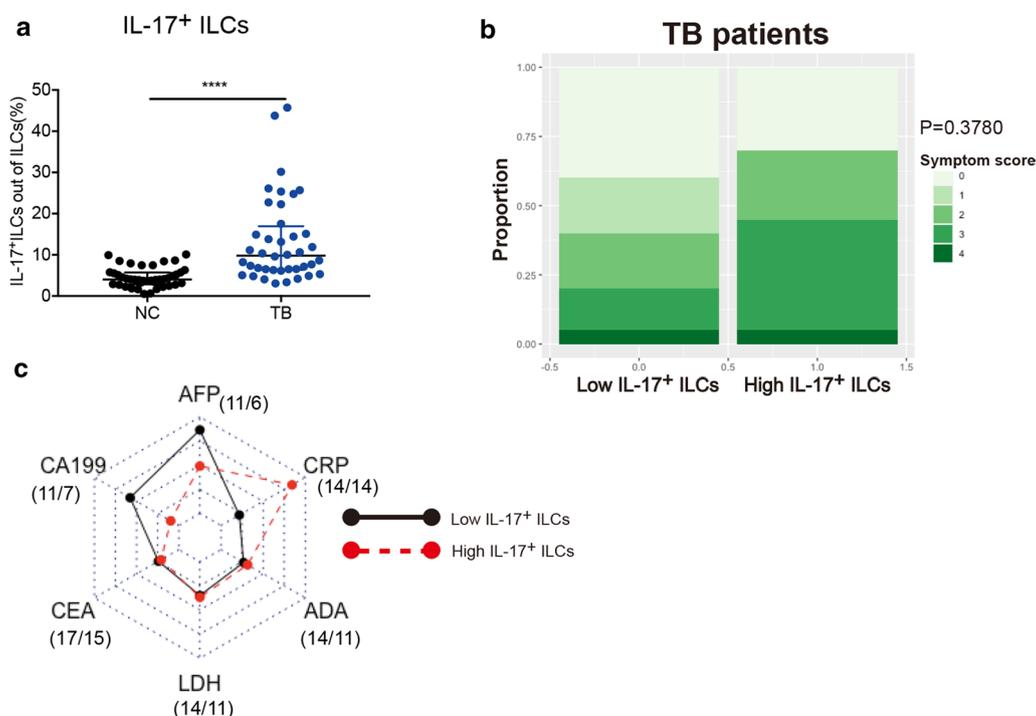 a
IL-17+ ILCs
IL-17+ILCs out of ILCs(%)
50
40
30
20
10
0
****
NC
TB
b
TB patients
Proportion
1.00
0.75
0.50
0.25
0.00
-0.5
0.0
0.5
1.0
1.5
Low IL-17+ ILCs
High IL-17+ ILCs
P=0.3780
Symptom score
0
1
2
3
4
c
AFP(11/6)
CRP
(14/14)
ADA
(14/11)
LDH
(14/11)
CEA
(17/15)
CA199
(11/7)
Low IL-17+ ILCs
High IL-17+ ILCs